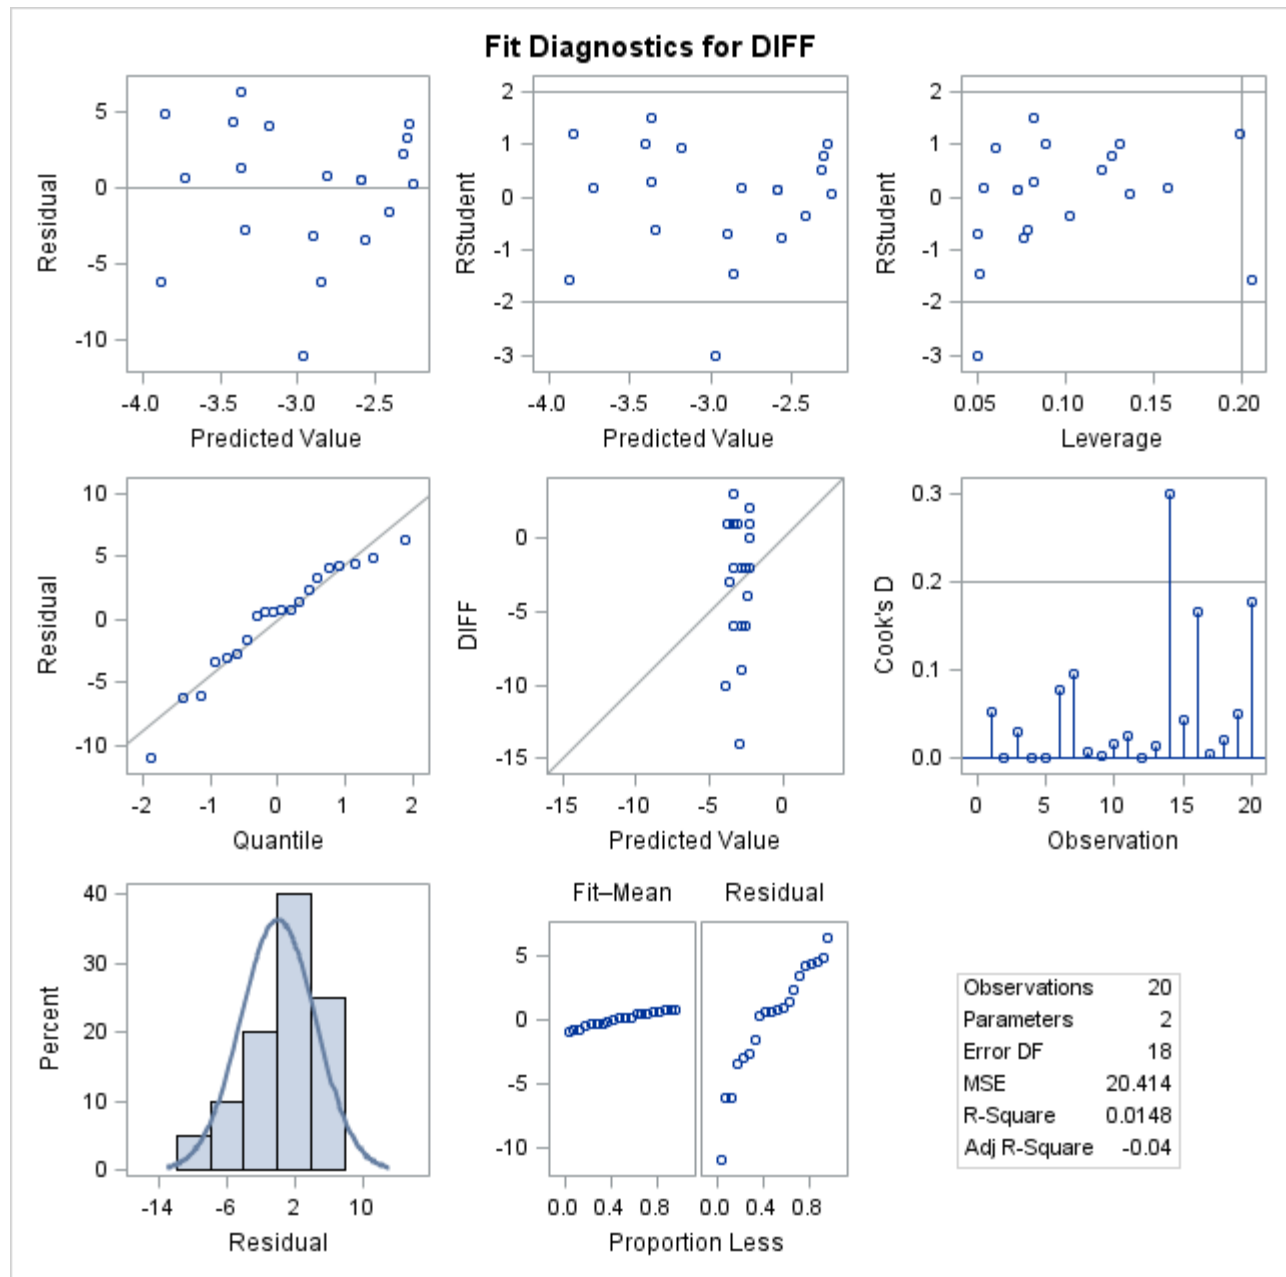 Fit Diagnostics for DIFF
Residual
5
0
-5
-10
-4.0 -3.5 -3.0 -2.5
Predicted Value
RStudent
2
1
0
-1
-2
-3
-4.0 -3.5 -3.0 -2.5
Predicted Value
RStudent
2
1
0
-1
-2
-3
0.05 0.10 0.15 0.20
Leverage
Residual
10
5
0
-5
-10
-2 -1 0 1 2
Quantile
DIFF
0
-5
-10
-15
-15 -10 -5 0
Predicted Value
Cook's D
0.3
0.2
0.1
0.0
0 5 10 15 20
Observation
Percent
40
30
20
10
0
-14 -6 2 10
Residual
Fit–Mean Residual
5
0
-5
-10
0.0 0.4 0.8 0.0 0.4 0.8
Proportion Less
Observations 20
Parameters 2
Error DF 18
MSE 20.414
R-Square 0.0148
Adj R-Square -0.04